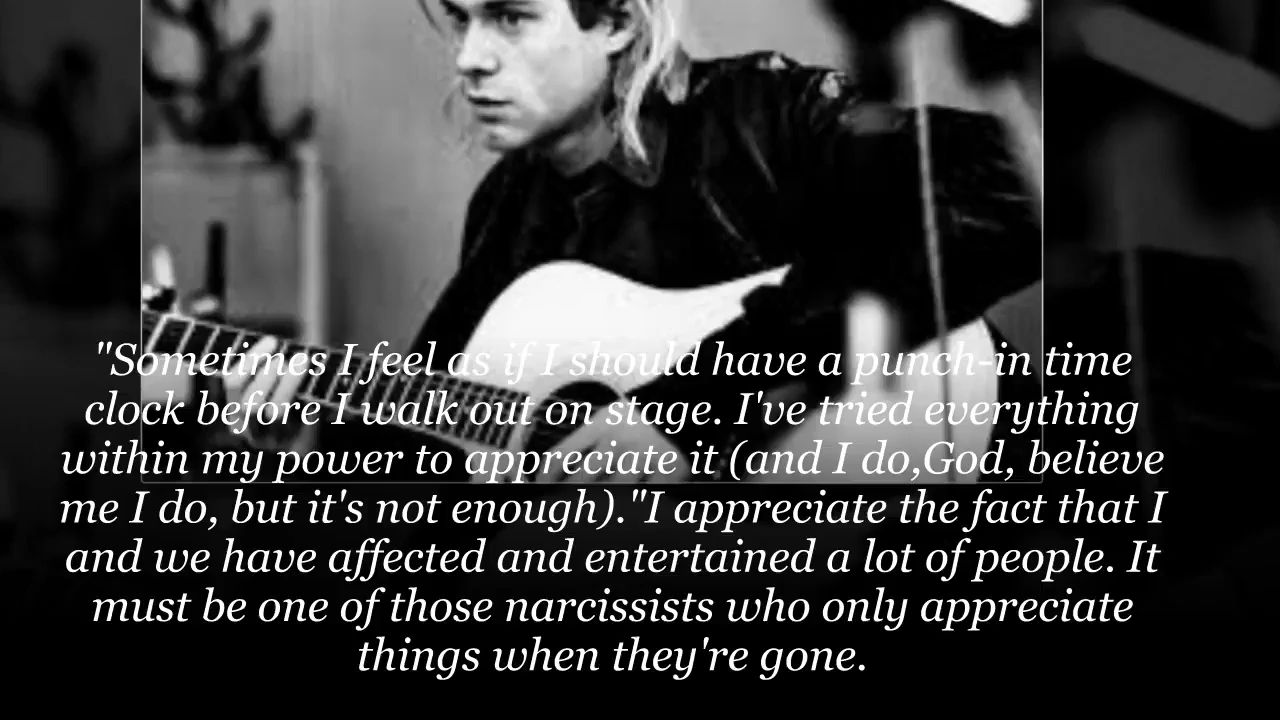 "Sometimes I feel as if I should have a punch-in time
clock before I walk out on stage. I've tried everything
within my power to appreciate it (and I do,God, believe
me I do, but it's not enough)."I appreciate the fact that I
and we have affected and entertained a lot of people. It
must be one of those narcissists who only appreciate
things when they're gone.